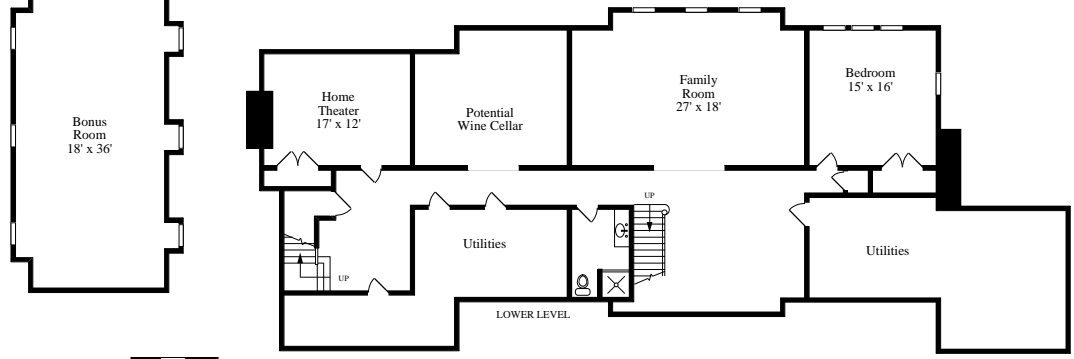 Bonus
Room
18' x 36'
Home
Theater
17' x 12'
Potential
Wine Cellar
Family
Room
27' x 18'
Bedroom
15' x 16'
UP
Utilities
Utilities
UP
LOWER LEVEL